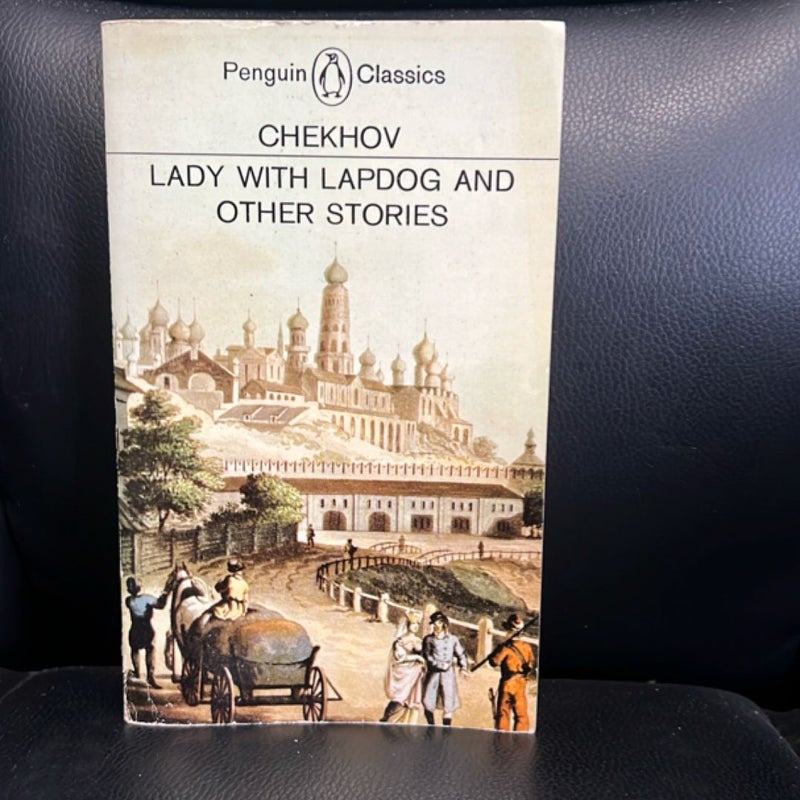 Penguin Classics
CHEKHOV
LADY WITH LAPDOG AND
OTHER STORIES